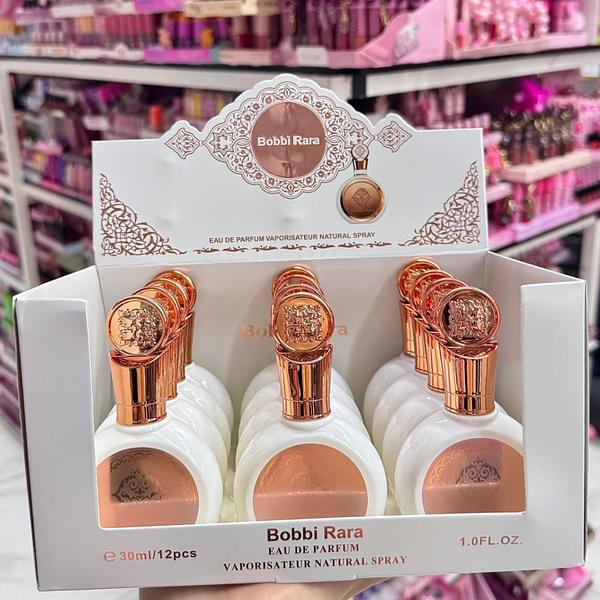 Bobbi Rara
EAU DE PARFUM VAPORISATEUR NATURAL SPRAY
Bobbi Rara
Bobbi Rara
EAU DE PARFUM
VAPORISATEUR NATURAL SPRAY
℮ 30ml/12pcs
1.0FL.OZ.